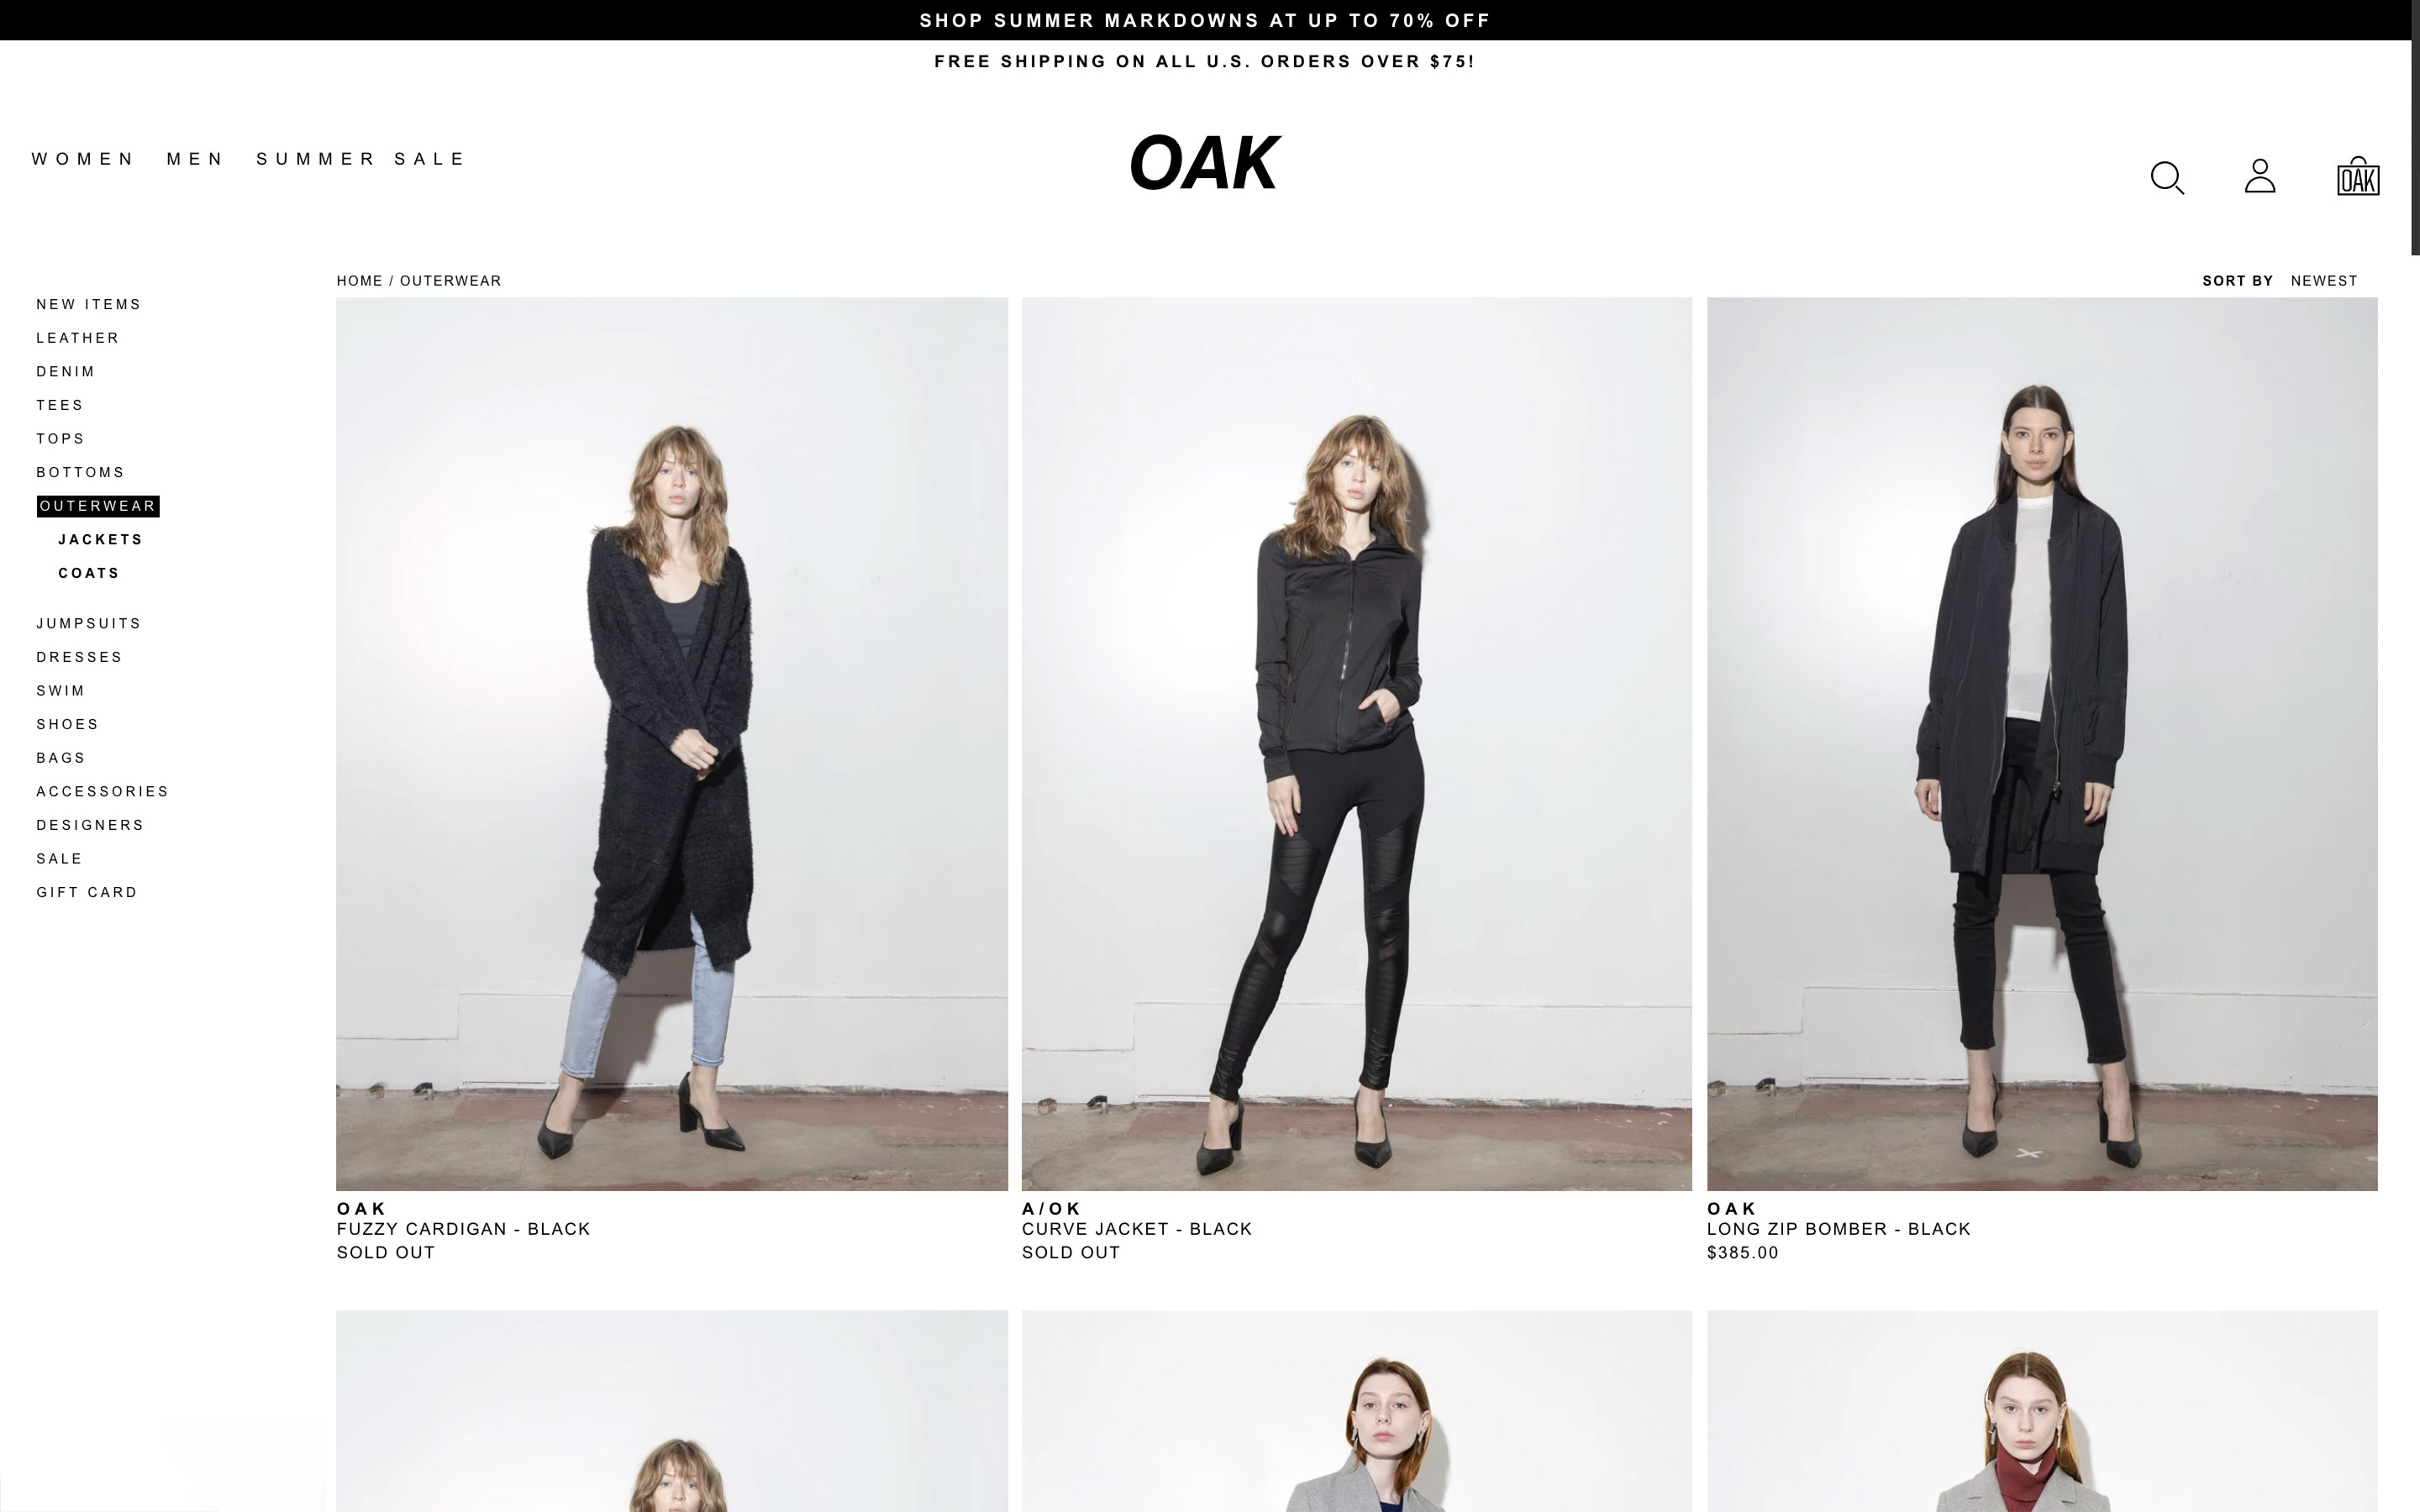 SHOP SUMMER MARKDOWNS AT UP TO 70% OFF
FREE SHIPPING ON ALL U.S. ORDERS OVER $75!
WOMEN MEN SUMMER SALE
OAK
OAK
HOME / OUTERWEAR
SORT BY NEWEST
NEW ITEMS
LEATHER
DENIM
TEES
TOPS
BOTTOMS
OUTERWEAR
JACKETS
COATS
JUMPSUITS
DRESSES
SWIM
SHOES
BAGS
ACCESSORIES
DESIGNERS
SALE
GIFT CARD
OAK
FUZZY CARDIGAN - BLACK
SOLD OUT
A/OK
CURVE JACKET - BLACK
SOLD OUT
OAK
LONG ZIP BOMBER - BLACK
$385.00